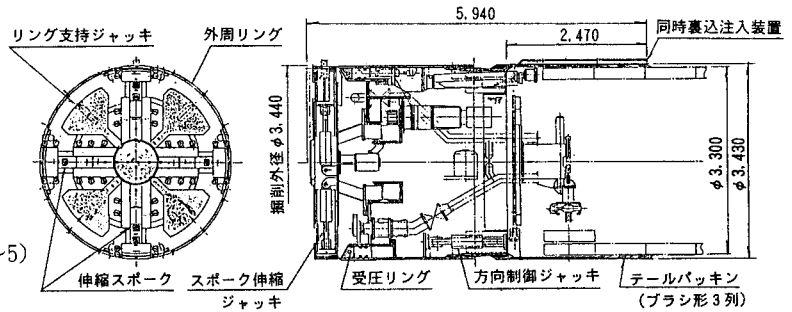 5,940
リング支持ジャッキ
外周リング
2,470
同時裏込注入装置
掘削外径φ3.440
φ3.300
φ3.430
~5)
伸縮スポーク
スポーク伸縮
ジャッキ
受圧リング
方向制御ジャッキ
テールパッキン
(ブラシ形3列)